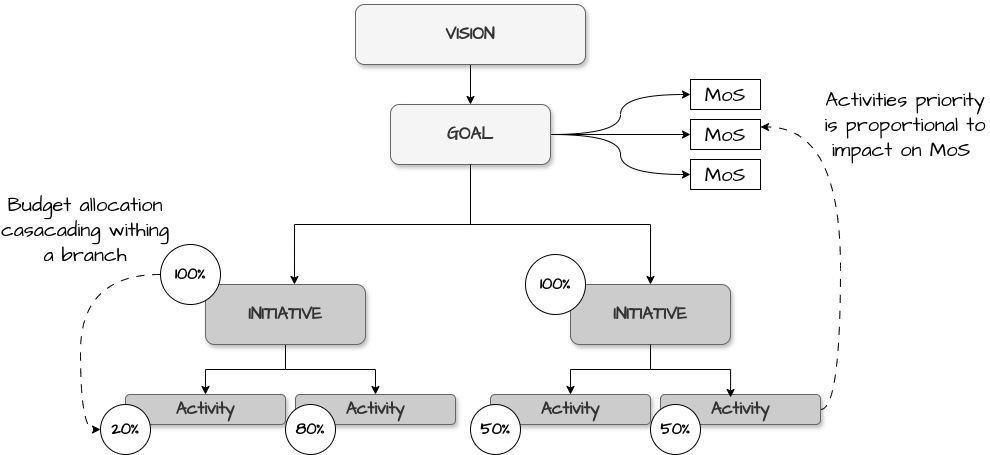 VISION
GOAL
MoS
MoS
MoS
Activities priority
is proportional to
impact on MoS
Budget allocation
casacading withing
a branch
100%
INITIATIVE
100%
INITIATIVE
Activity
20%
Activity
80%
Activity
50%
Activity
50%